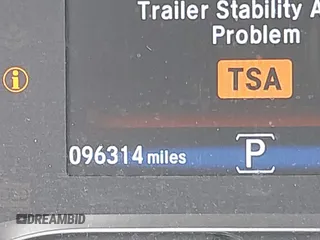 Trailer Stability A
Problem
TSA
096314 miles
P
DREAMBID